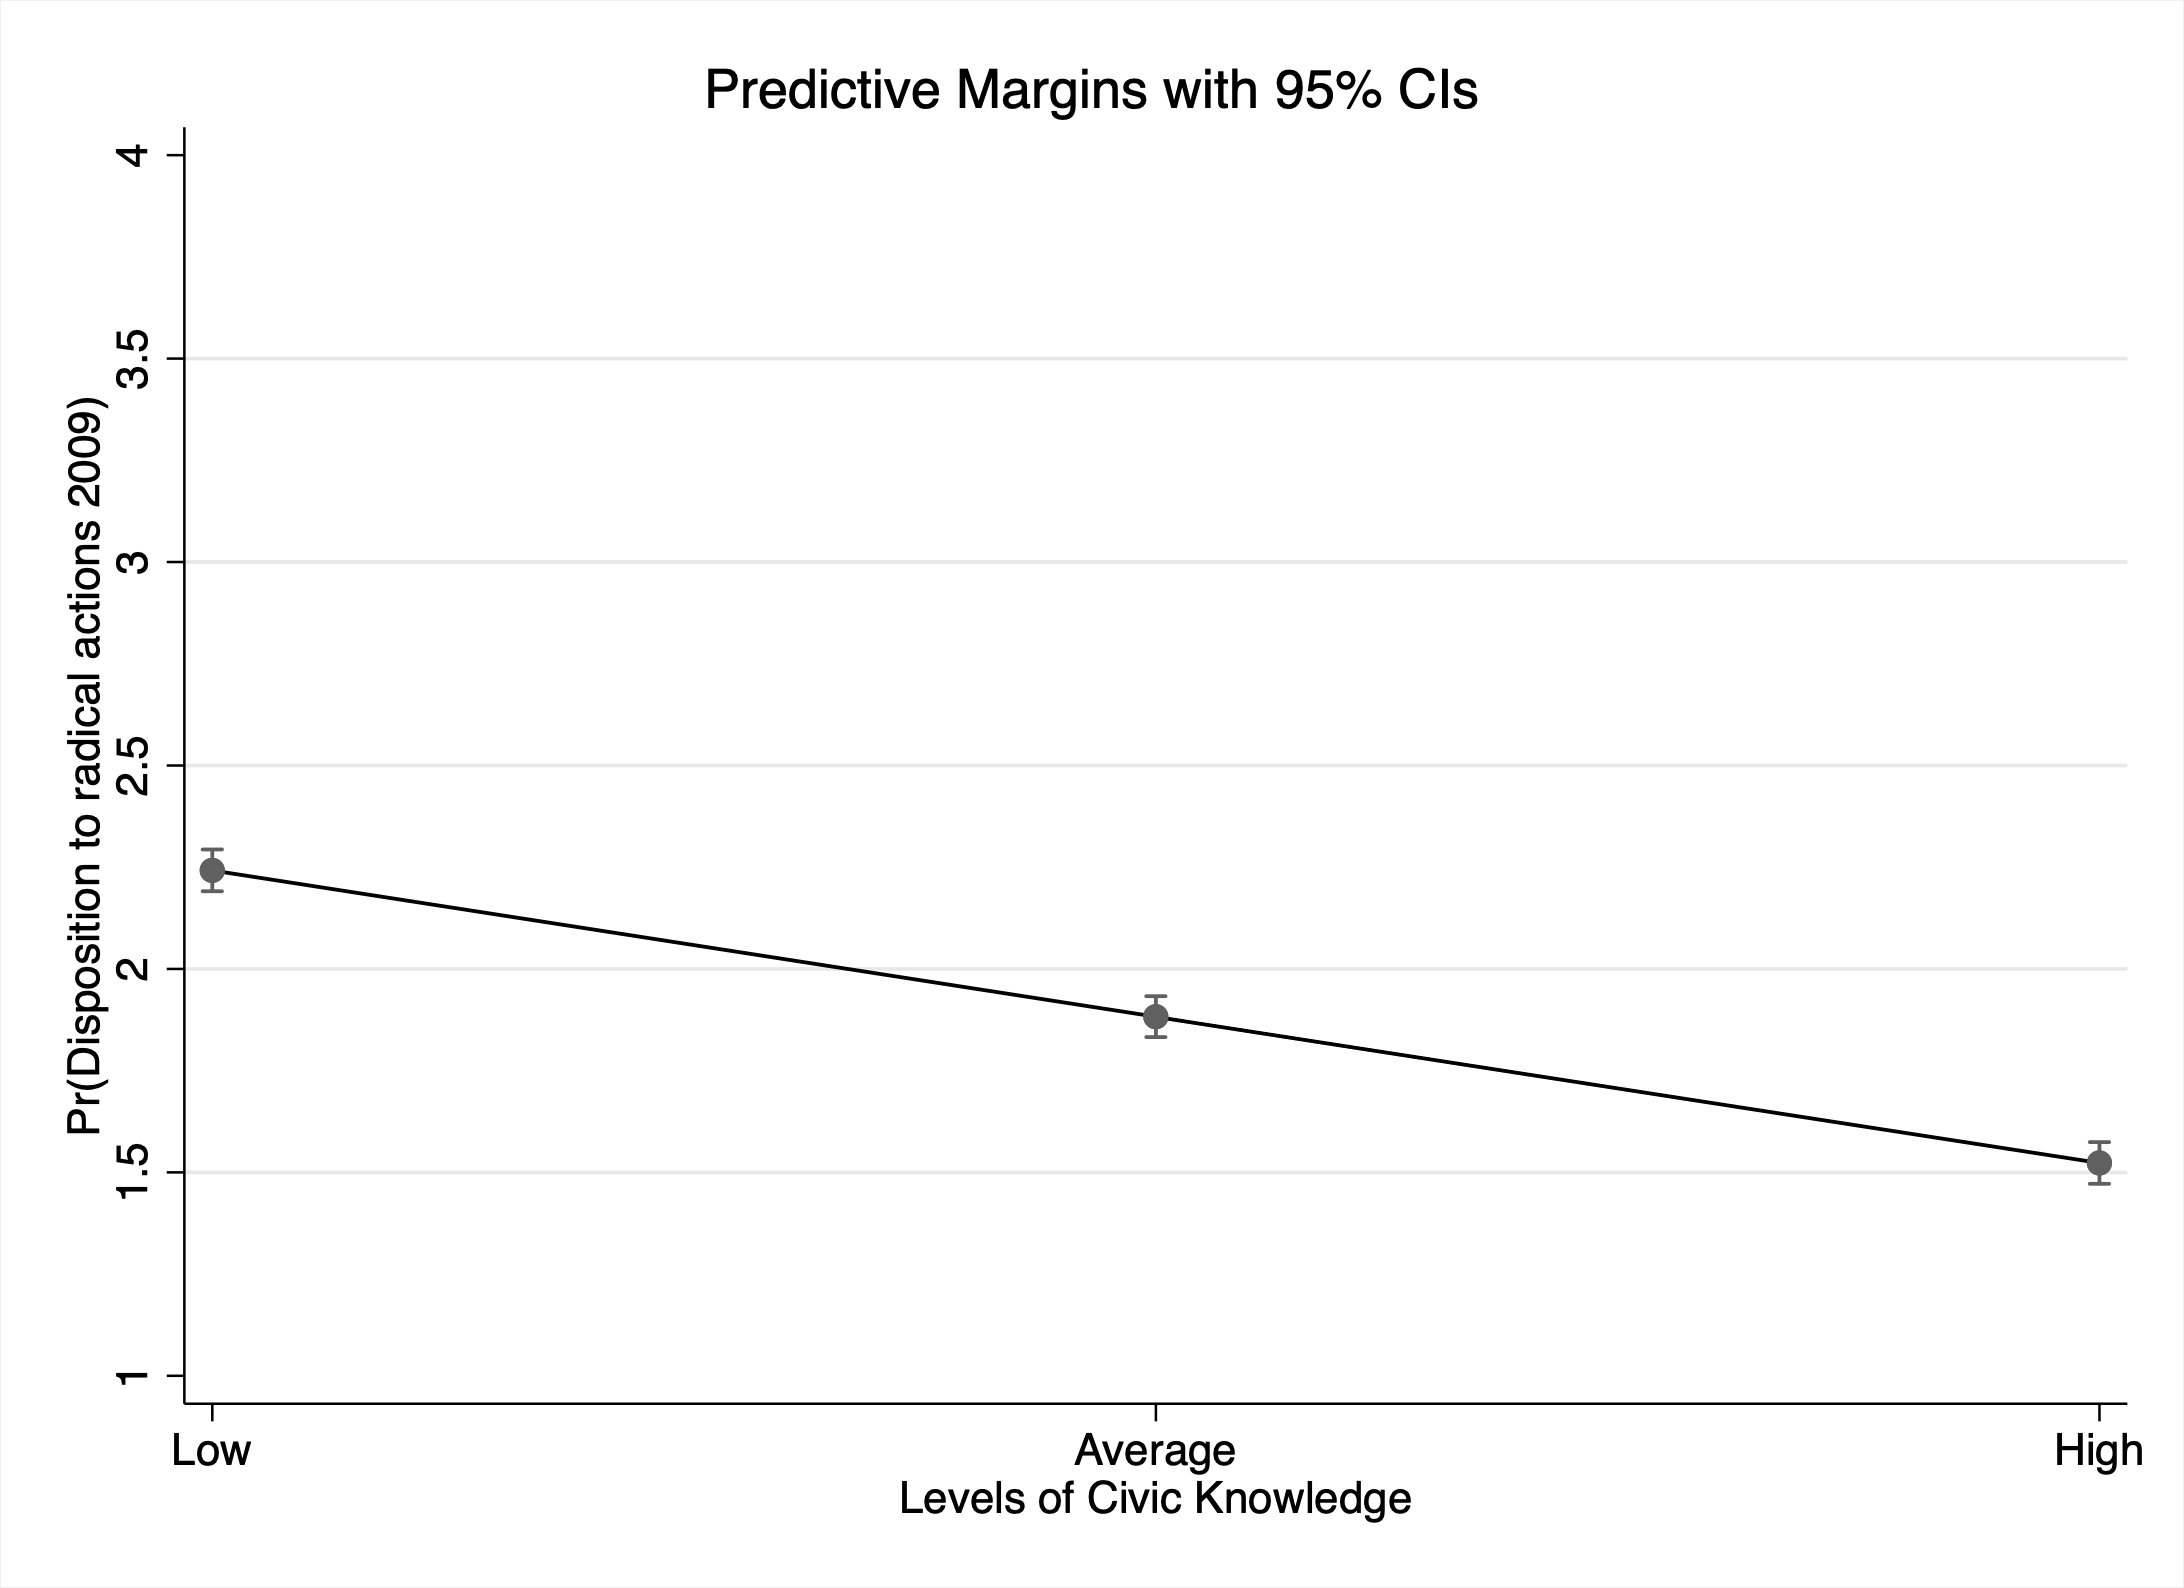 Predictive Margins with 95% CIs
Pr(Disposition to radical actions 2009)
4
3.5
3
2.5
2
1.5
1
Low Average High
Levels of Civic Knowledge